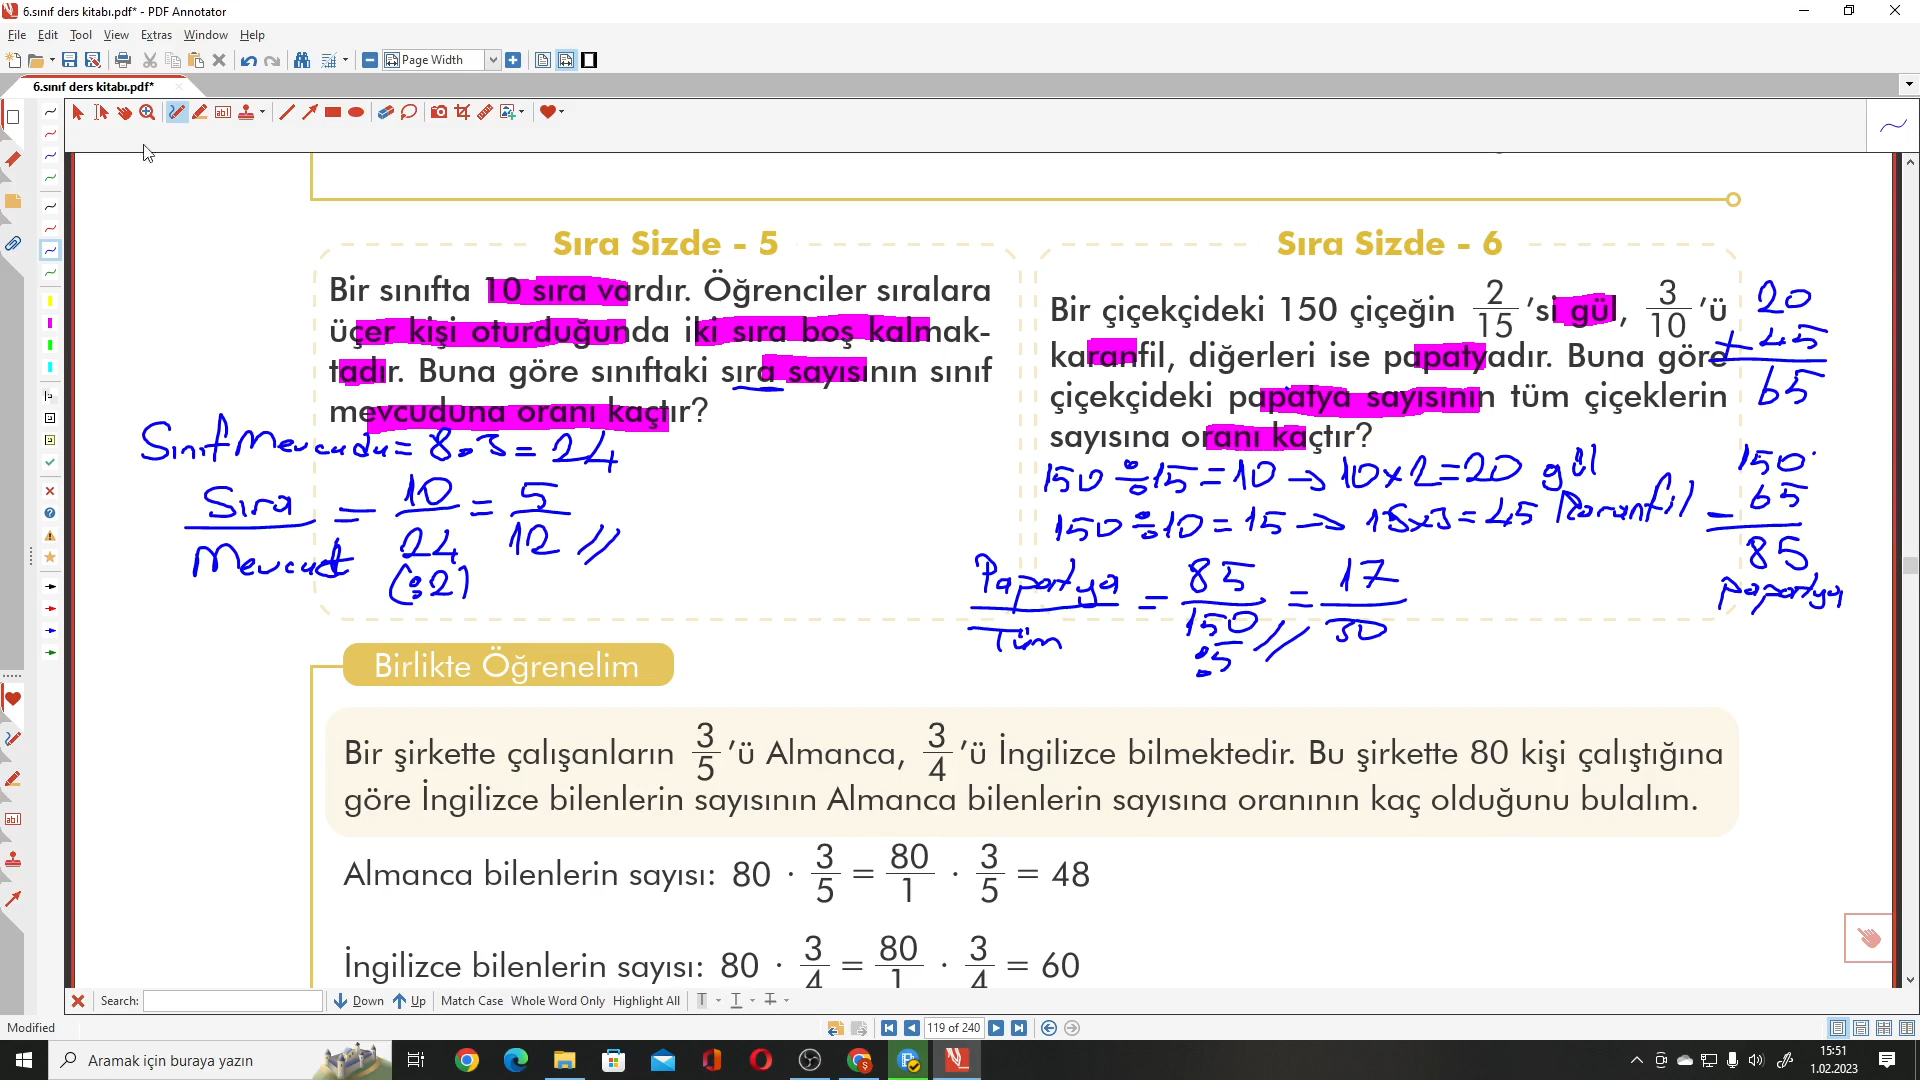 6.sınıf ders kitabı.pdf* - PDF Annotator
File Edit Tool View Extras Window Help
Page Width
6.sınıf ders kitabı.pdf*
Sıra Sizde - 5
Bir sınıfta 10 sıra vardır. Öğrenciler sıralara
üçer kişi oturduğunda iki sıra boş kalmak-
tadır. Buna göre sınıftaki sıra sayısının sınıf
mevcuduna oranı kaçtır?
Sınıf Mevcudu = 8.3 = 24
Sıra/Mevcudt = 10/24 = 5/12 //
(:2)
Sıra Sizde - 6
Bir çiçekçideki 150 çiçeğin 2/15 'si gül, 3/10 'ü
karanfil, diğerleri ise papatyadır. Buna göre
çiçekçideki papatya sayısının tüm çiçeklerin
sayısına oranı kaçtır?
20
+ 45
65
150 ÷ 15 = 10 → 10x2 = 20 gül
150 ÷ 10 = 15 → 15x3 = 45 Karanfil
150
- 65
85
papatya
Papatya/Tüm = 85/150 = 17/30
:5 //
Birlikte Öğrenelim
Bir şirkette çalışanların 3/5 'ü Almanca, 3/4 'ü İngilizce bilmektedir. Bu şirkette 80 kişi çalıştığına
göre İngilizce bilenlerin sayısının Almanca bilenlerin sayısına oranının kaç olduğunu bulalım.
Almanca bilenlerin sayısı: 80 · 3/5 = 80/1 · 3/5 = 48
İngilizce bilenlerin sayısı: 80 · 3/4 = 80/1 · 3/4 = 60
Search: Down Up Match Case Whole Word Only Highlight All
Modified
119 of 240
Aramak için buraya yazın
15:51
1.02.2023